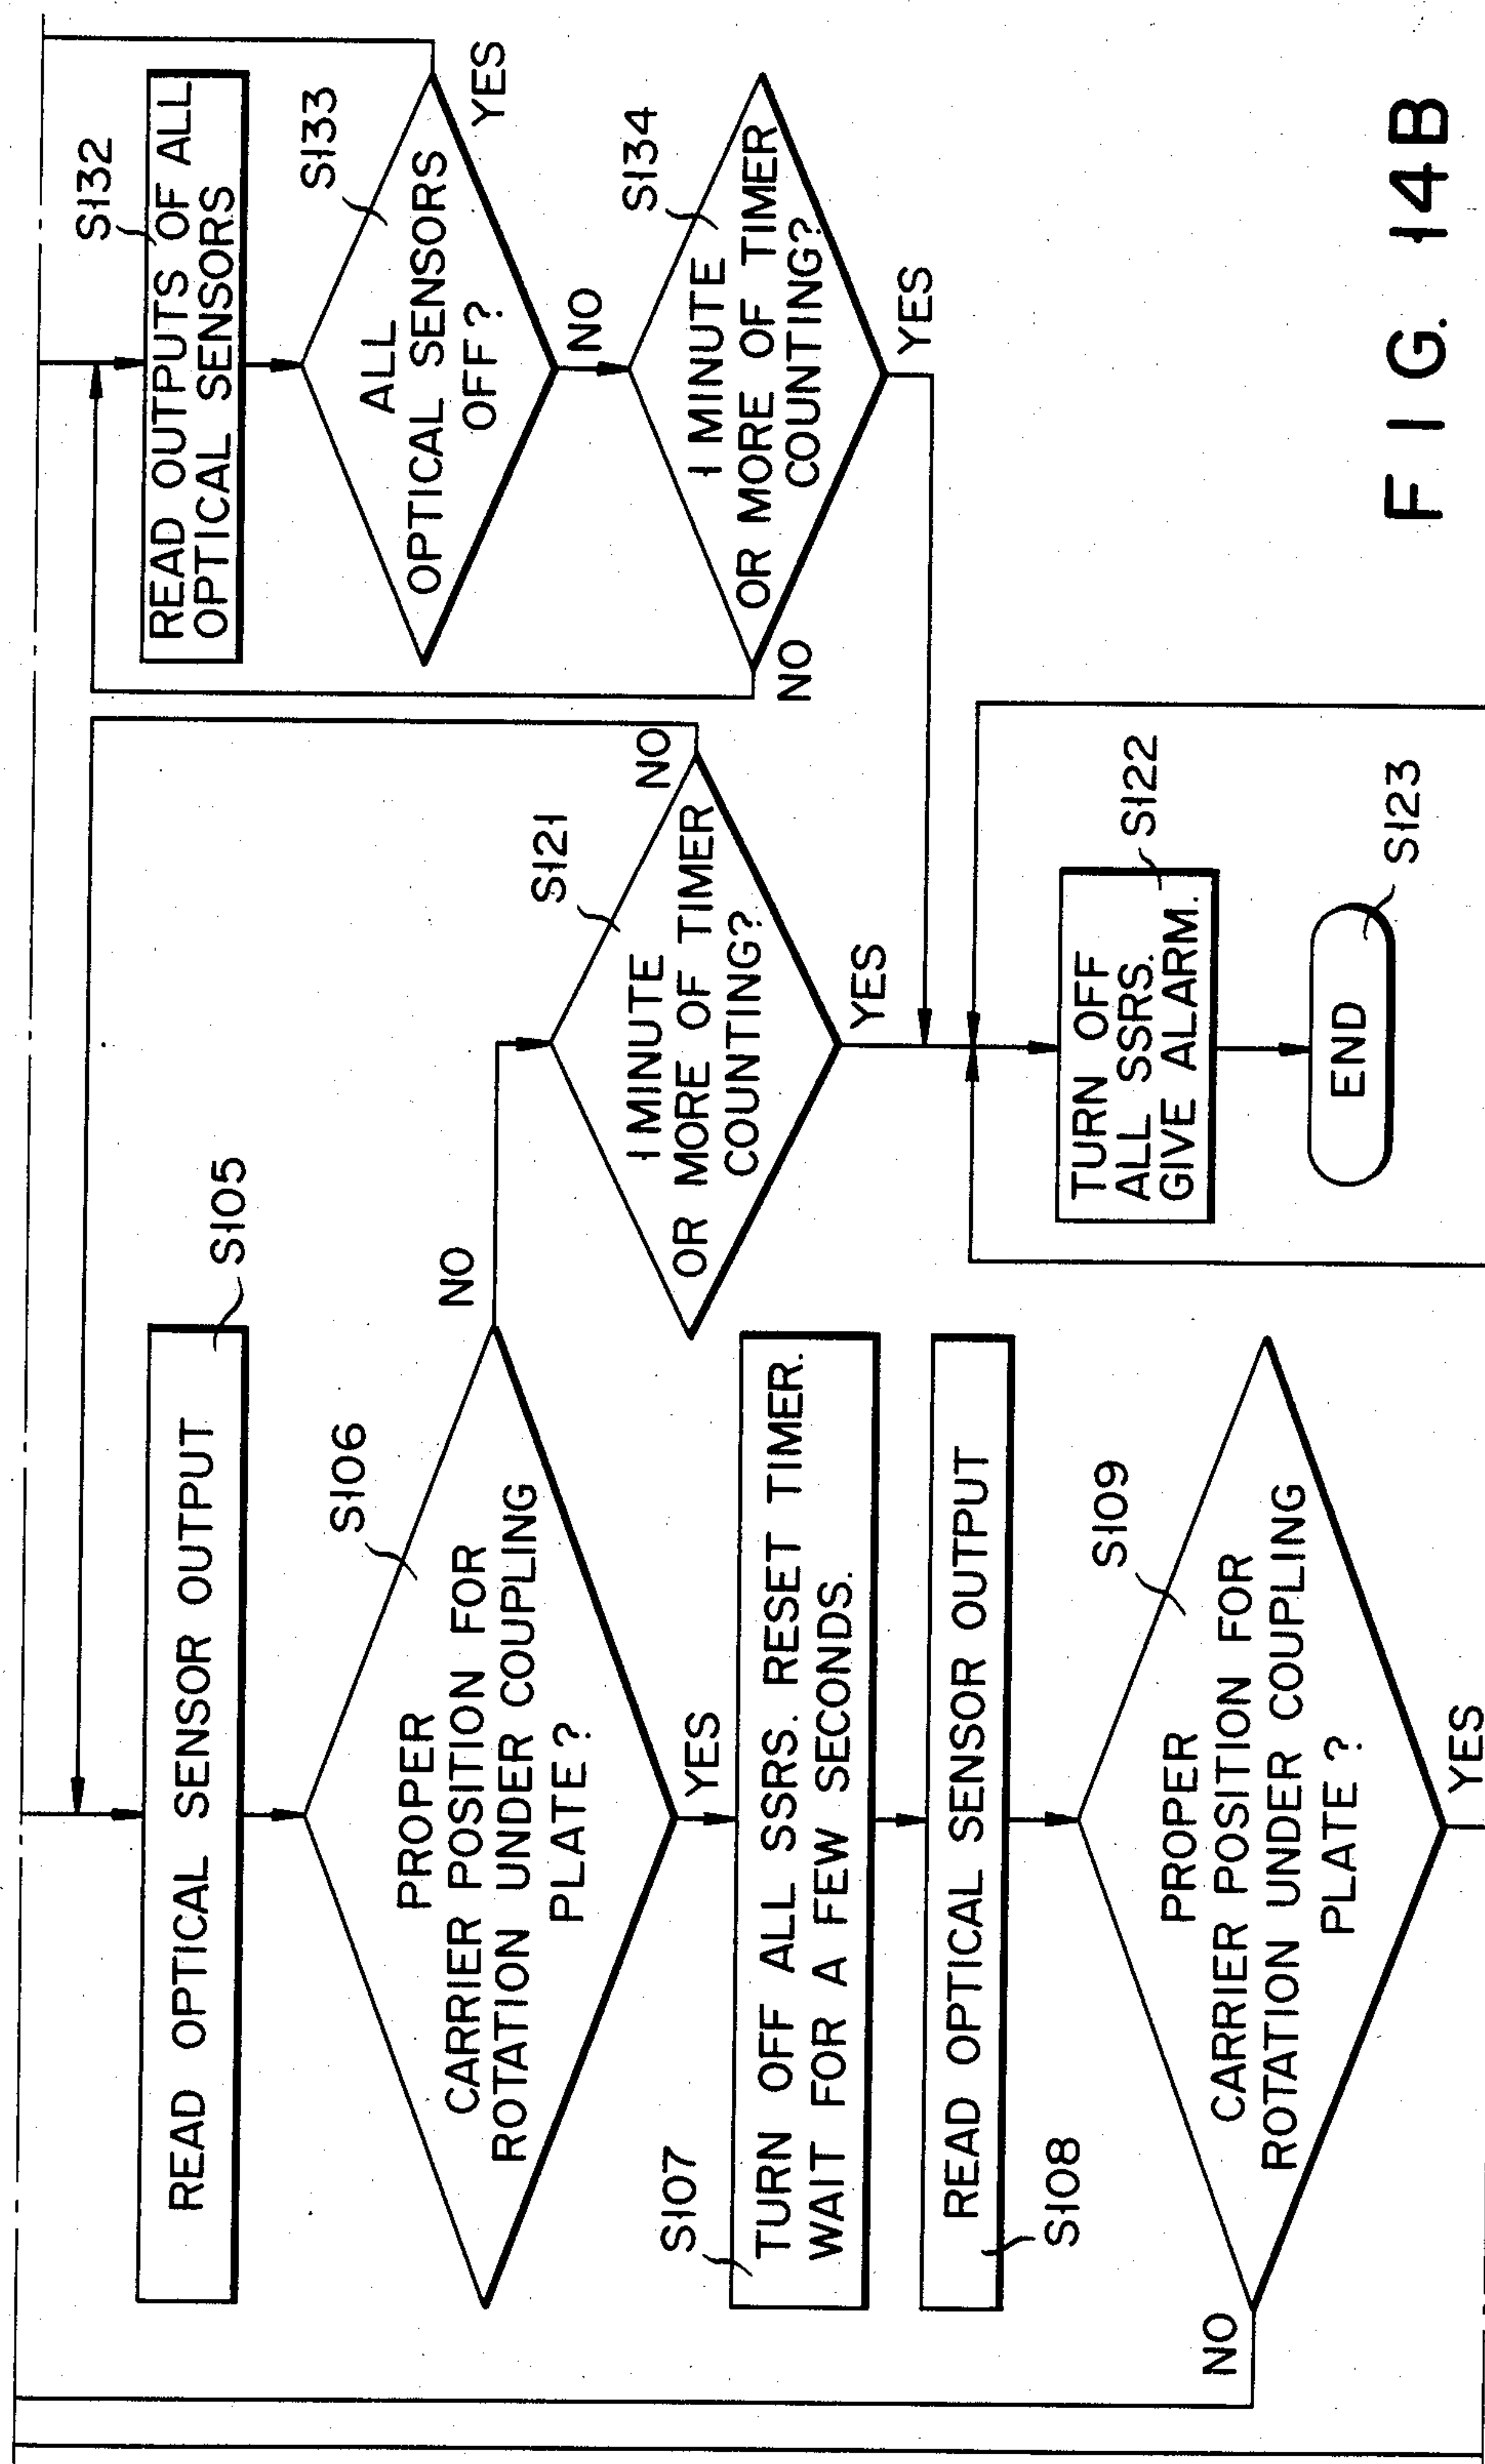 S105
READ OPTICAL SENSOR OUTPUT
S106
PROPER
CARRIER POSITION FOR
ROTATION UNDER COUPLING
PLATE?
NO
YES
S107
TURN OFF ALL SSRS. RESET TIMER.
WAIT FOR A FEW SECONDS.
READ OPTICAL SENSOR OUTPUT
S108
S109
PROPER
CARRIER POSITION FOR
ROTATION UNDER COUPLING
PLATE?
NO
YES
S121
1 MINUTE
OR MORE OF TIMER
COUNTING?
NO
YES
S122
TURN OFF
ALL SSRS.
GIVE ALARM.
S123
END
S132
READ OUTPUTS OF ALL
OPTICAL SENSORS
S133
ALL
OPTICAL SENSORS
OFF?
YES
NO
S134
1 MINUTE
OR MORE OF TIMER
COUNTING?
NO
YES
FIG. 14B